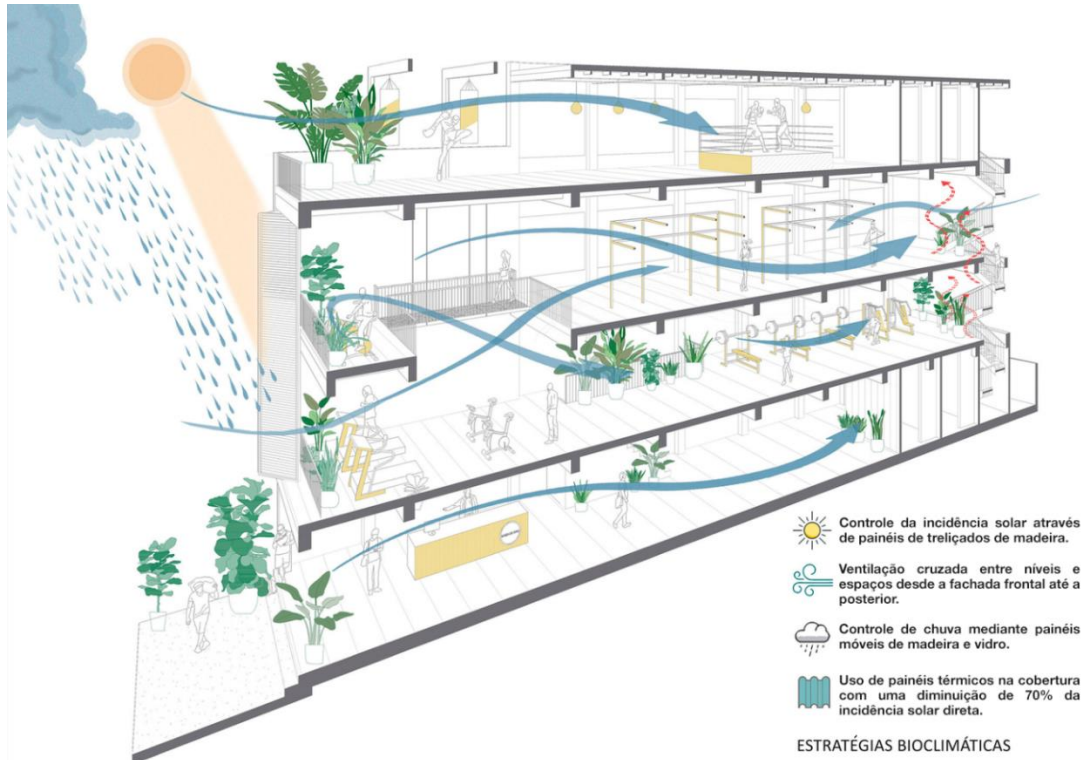 Controle da incidência solar através
de painéis de treliçados de madeira.
Ventilação cruzada entre níveis e
espaços desde a fachada frontal até a
posterior.
Controle de chuva mediante painéis
móveis de madeira e vidro.
Uso de painéis térmicos na cobertura
com uma diminuição de 70% da
incidência solar direta.
ESTRATÉGIAS BIOCLIMÁTICAS